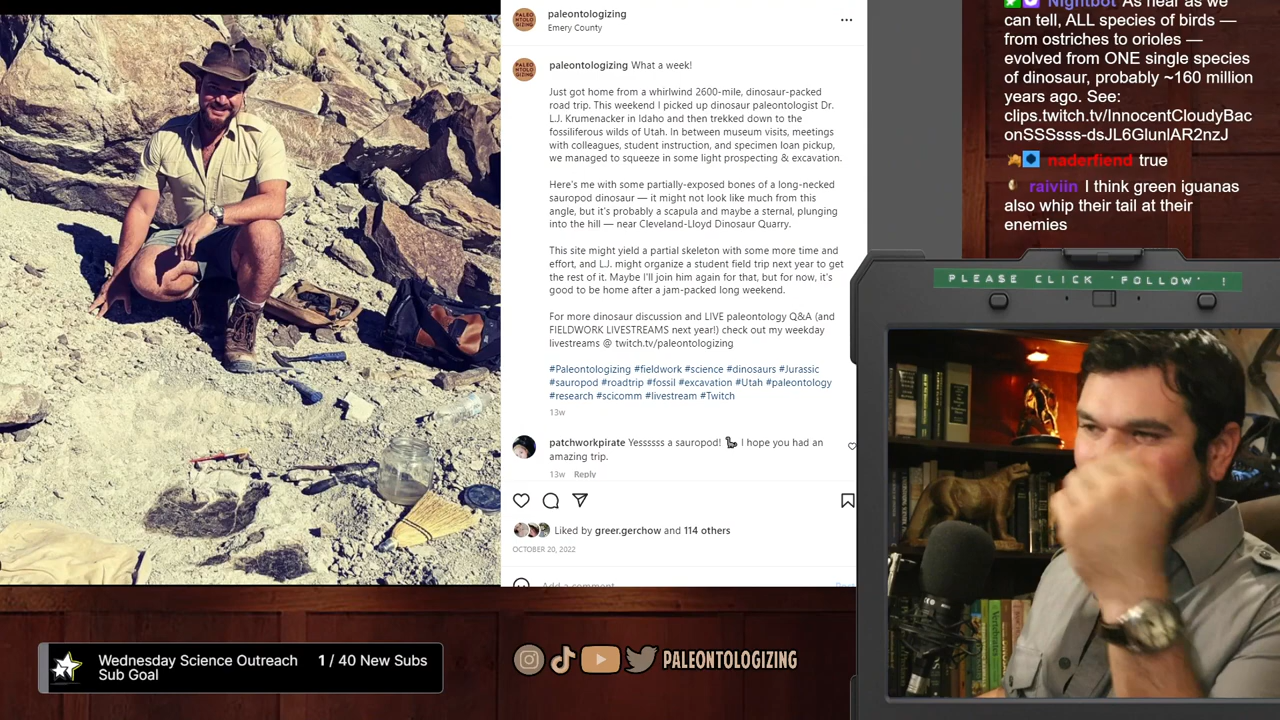 paleontologizing
Emery County
paleontologizing What a week!
Just got home from a whirlwind 2600-mile, dinosaur-packed
road trip. This weekend I picked up dinosaur paleontologist Dr.
L.J. Krumenacker in Idaho and then trekked down to the
fossiliferous wilds of Utah. In between museum visits, meetings
with colleagues, student instruction, and specimen loan pickup,
we managed to squeeze in some light prospecting & excavation.
Here's me with some partially-exposed bones of a long-necked
sauropod dinosaur — it might not look like much from this
angle, but it's probably a scapula and maybe a sternal, plunging
into the hill — near Cleveland-Lloyd Dinosaur Quarry.
This site might yield a partial skeleton with some more time and
effort, and L.J. might organize a student field trip next year to get
the rest of it. Maybe I'll join him again for that, but for now, it's
good to be home after a jam-packed long weekend.
For more dinosaur discussion and LIVE paleontology Q&A (and
FIELDWORK LIVESTREAMS next year!) check out my weekday
livestreams @ twitch.tv/paleontologizing
#Paleontologizing #fieldwork #science #dinosaurs #Jurassic
#sauropod #roadtrip #fossil #excavation #Utah #paleontology
#research #scicomm #livestream #Twitch
13w
patchworkpirate Yessssss a sauropod! 🦕 I hope you had an
amazing trip.
13w Reply
Liked by greer.gerchow and 114 others
OCTOBER 20, 2022
Add a comment
Post
Nightbot As near as we
can tell, ALL species of birds —
from ostriches to orioles —
evolved from ONE single species
of dinosaur, probably ~160 million
years ago. See:
clips.twitch.tv/InnocentCloudyBac
onSSSsss-dsJL6GlunlAR2nzJ
naderfiend true
raiviin I think green iguanas
also whip their tail at their
enemies
PLEASE CLICK 'FOLLOW' !
Wednesday Science Outreach 1 / 40 New Subs
Sub Goal
PALEONTOLOGIZING
Vertebrates